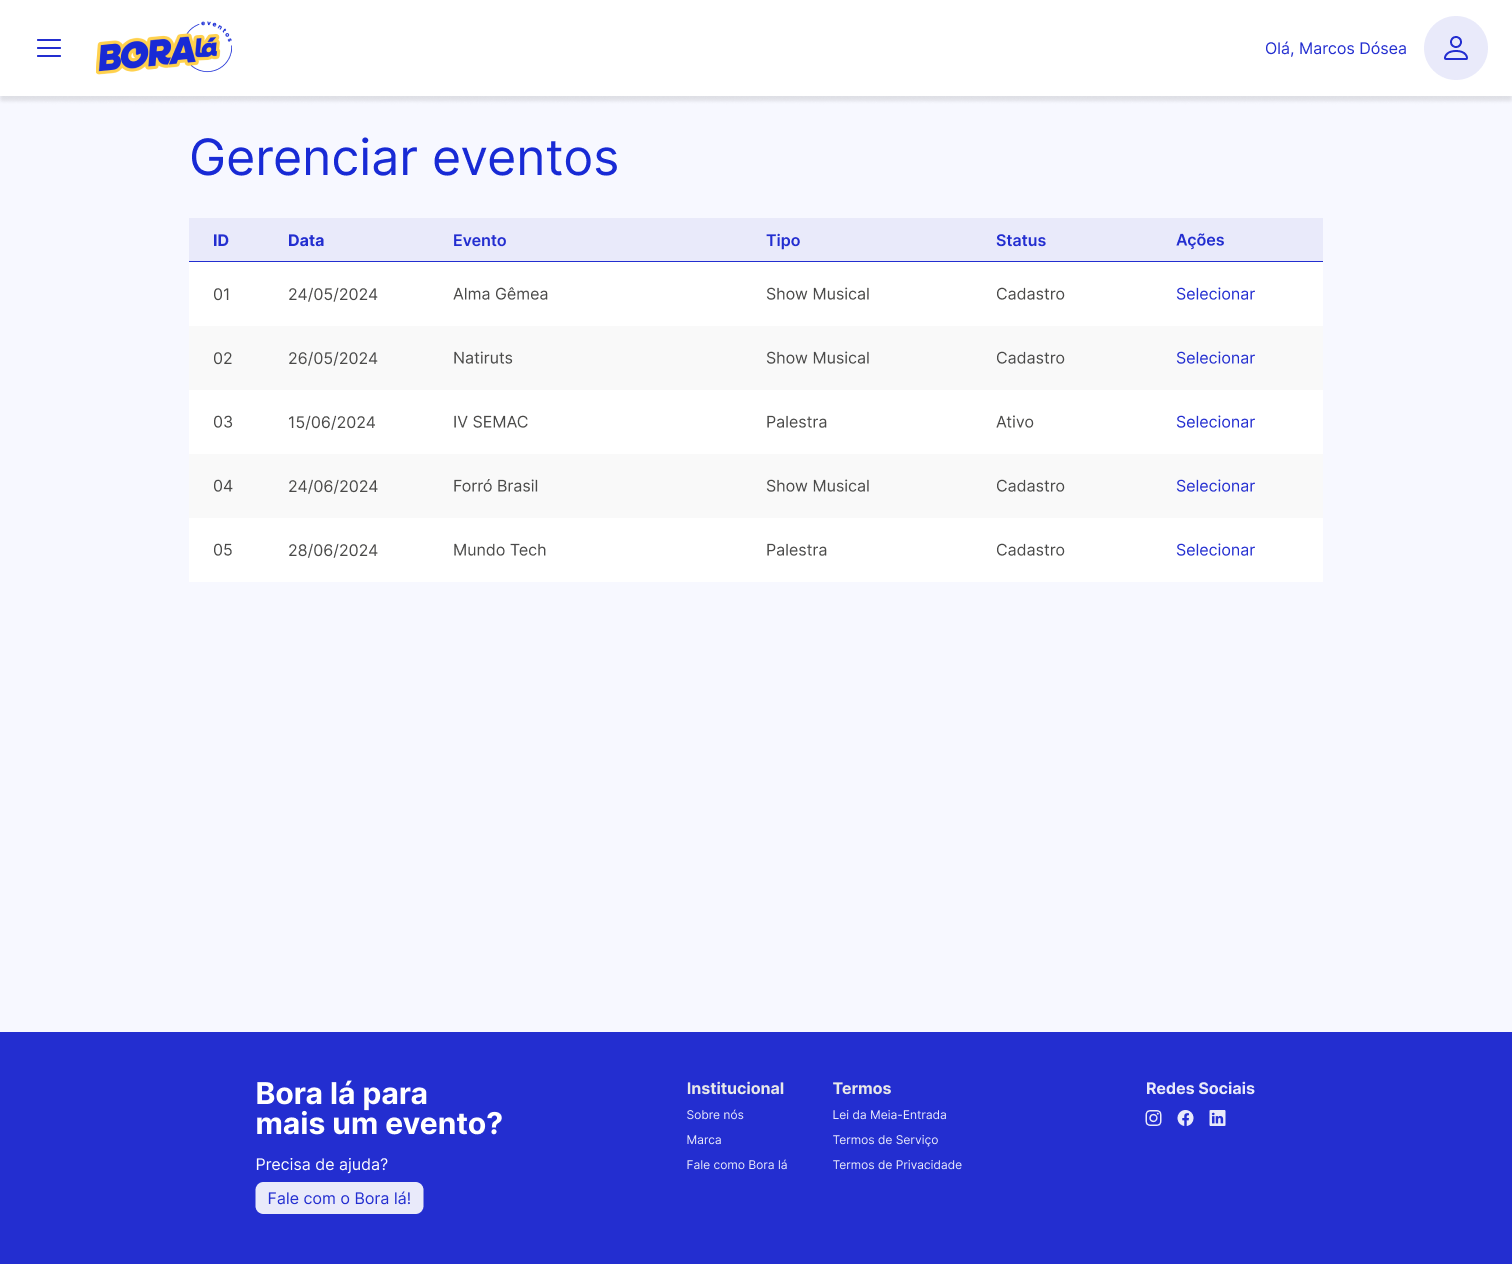 BORA lá eventos
Olá, Marcos Dósea
Gerenciar eventos
ID Data Evento Tipo Status Ações
01 24/05/2024 Alma Gêmea Show Musical Cadastro Selecionar
02 26/05/2024 Natiruts Show Musical Cadastro Selecionar
03 15/06/2024 IV SEMAC Palestra Ativo Selecionar
04 24/06/2024 Forró Brasil Show Musical Cadastro Selecionar
05 28/06/2024 Mundo Tech Palestra Cadastro Selecionar
Bora lá para
mais um evento?
Precisa de ajuda?
Fale com o Bora lá!
Institucional
Sobre nós
Marca
Fale como Bora lá
Termos
Lei da Meia-Entrada
Termos de Serviço
Termos de Privacidade
Redes Sociais